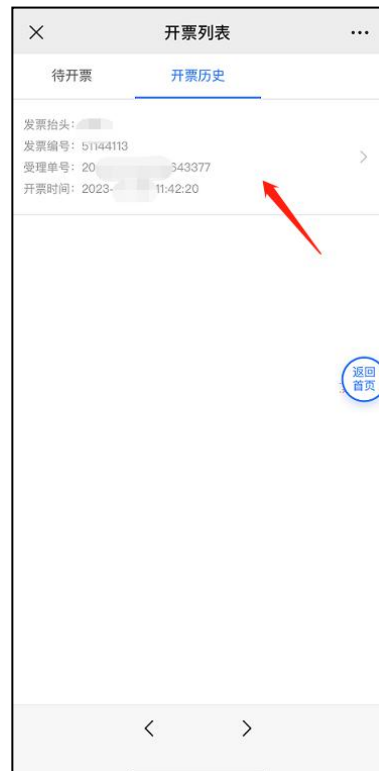 开票列表
待开票 开票历史
发票抬头:
发票编号: 51144113
受理单号: 20 643377
开票时间: 2023- 11:42:20
返回
首页